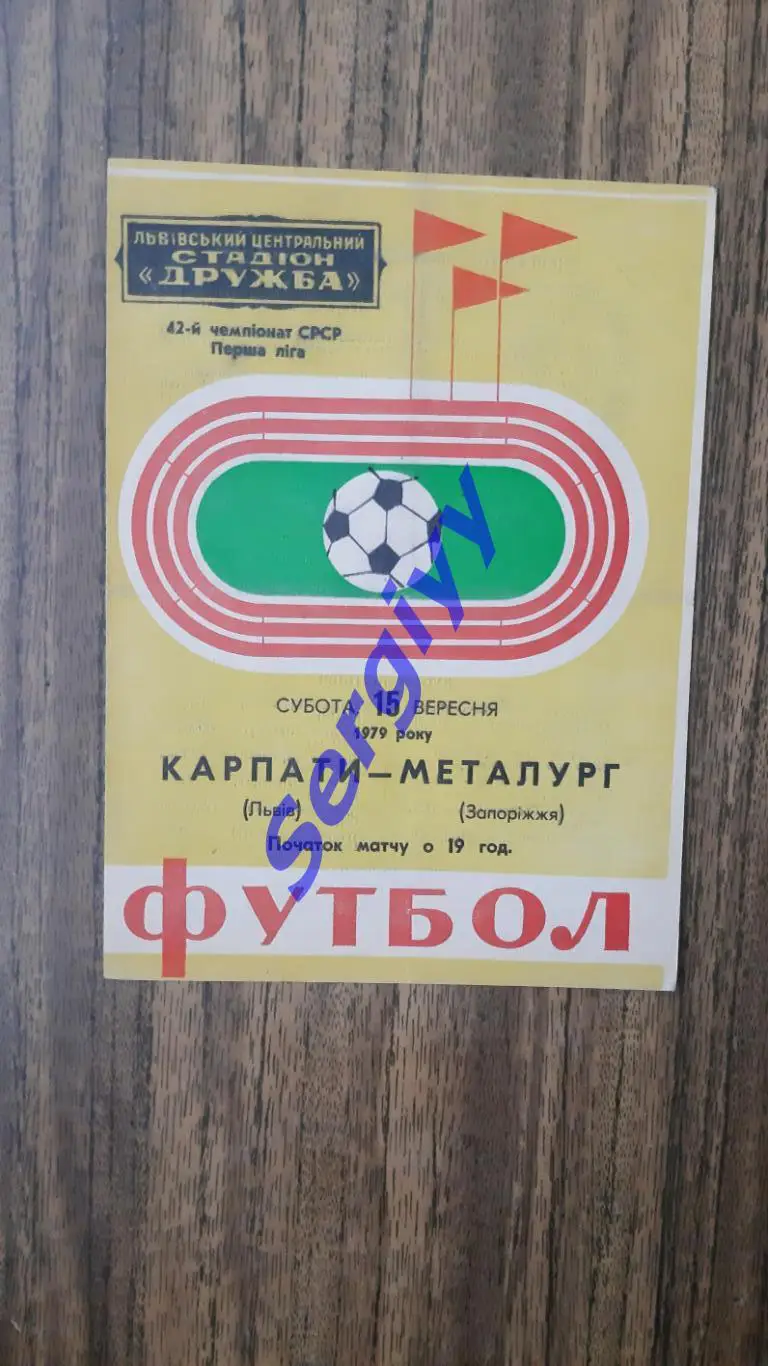 ЛЬВІВСЬКИЙ ЦЕНТРАЛЬНИЙ
СТАДІОН
«ДРУЖБА»
42-й чемпіонат СРСР
Перша ліга
СУБОТА, 15 ВЕРЕСНЯ
1979 року
КАРПАТИ — МЕТАЛУРГ
(Львів) (Запоріжжя)
Початок матчу о 19 год.
ФУТБОЛ
Sergiyy